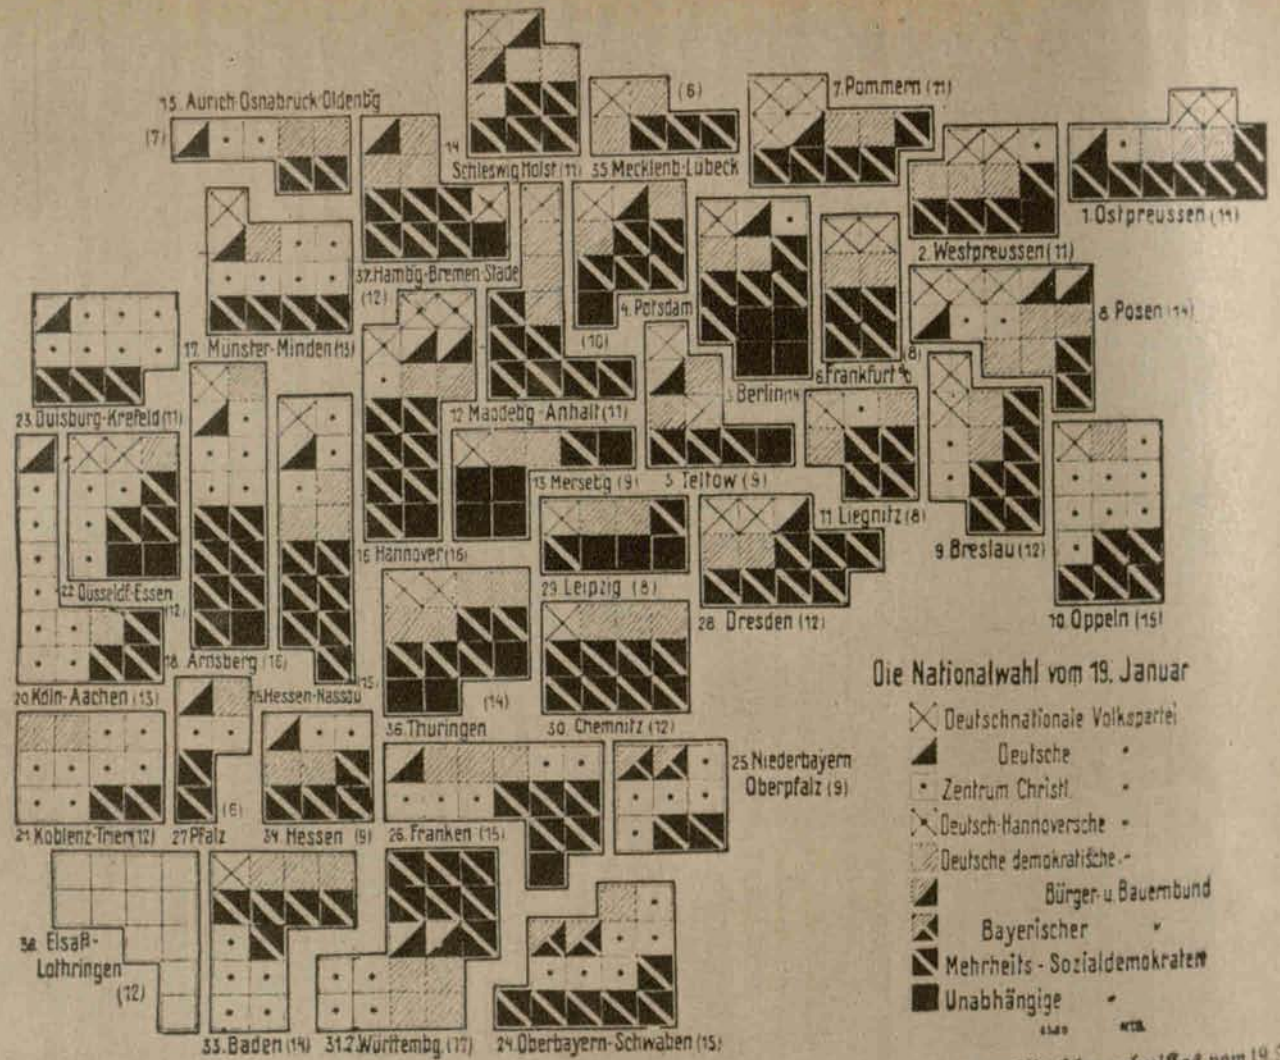 15. Aurich-Osnabrück-Oldenbg
(7)
14
Schleswig Holst (11)
(6)
35. Mecklenb-Lübeck
7. Pommern (11)
1. Ostpreussen (14)
2. Westpreussen (11)
37. Hambg-Bremen-Stade
(12)
4. Potsdam
(10)
8. Posen (14)
17. Münster-Minden (13)
23. Duisburg-Krefeld (11)
12. Magdebg-Anhalt (11)
3 Berlin 14
6. Frankfurt a/O
(8)
13 Mersebg (9)
5 Teltow (9)
11. Liegnitz (8)
9. Breslau (12)
16 Hannover (16)
22 Düsseldf-Essen
(12)
29 Leipzig (8)
28. Dresden (12)
10. Oppeln (15)
18. Arnsberg (16)
(15)
20. Köln-Aachen (13)
Hessen-Nassau
36. Thüringen
(14)
30. Chemnitz (12)
21. Koblenz-Trier (12)
27 Pfalz
(6)
34. Hessen (9)
26. Franken (15)
25. Niederbayern
Oberpfalz (9)
38. Elsaß-
Lothringen
(12)
33. Baden (14)
31.2. Württembg. (17)
24. Oberbayern-Schwaben (15)
Die Nationalwahl vom 19. Januar
Deutschnationale Volkspartei
Deutsche "
Zentrum Christl. "
Deutsch-Hannoversche "
Deutsche demokratische "
Bürger- u. Bauernbund
Bayerischer "
Mehrheits-Sozialdemokraten
Unabhängige "